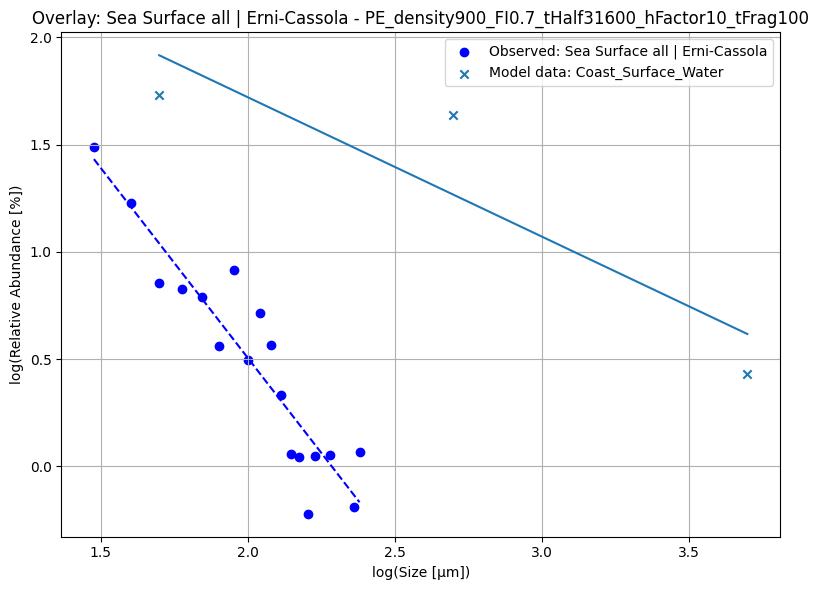 Overlay: Sea Surface all | Erni-Cassola - PE_density900_FI0.7_tHalf31600_hFactor10_tFrag100
Observed: Sea Surface all | Erni-Cassola
Model data: Coast_Surface_Water
log(Relative Abundance [%])
2.0
1.5
1.0
0.5
0.0
1.5 2.0 2.5 3.0 3.5
log(Size [μm])